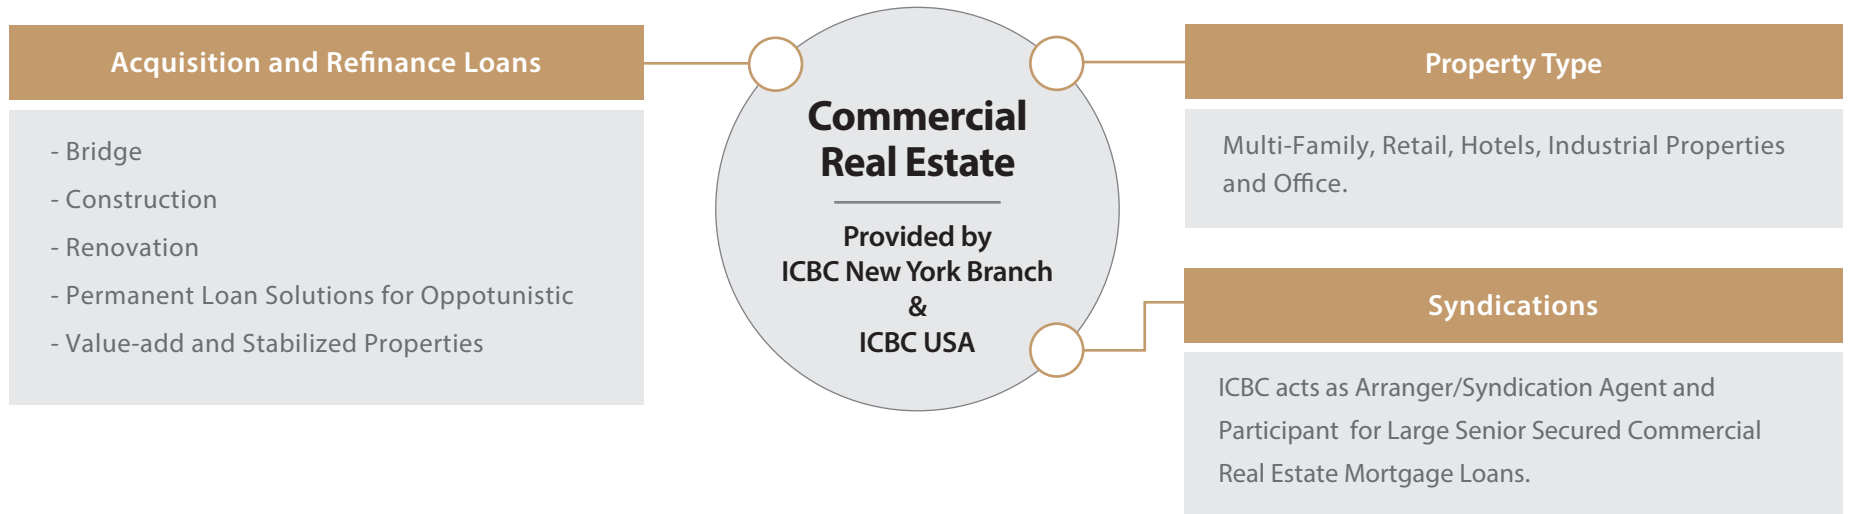 Acquisition and Refinance Loans
- Bridge
- Construction
- Renovation
- Permanent Loan Solutions for Oppotunistic
- Value-add and Stabilized Properties
Commercial
Real Estate
Provided by
ICBC New York Branch
&
ICBC USA
Property Type
Multi-Family, Retail, Hotels, Industrial Properties
and Office.
Syndications
ICBC acts as Arranger/Syndication Agent and
Participant for Large Senior Secured Commercial
Real Estate Mortgage Loans.